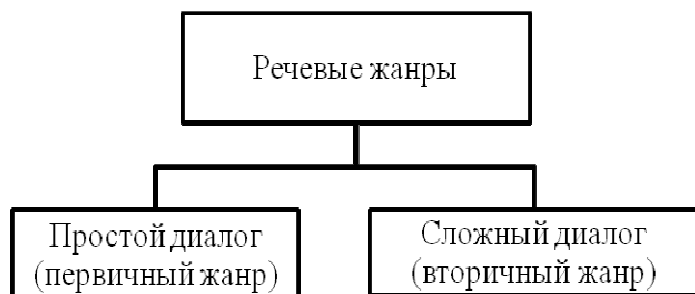 Речевые жанры
Простой диалог
(первичный жанр)
Сложный диалог
(вторичный жанр)